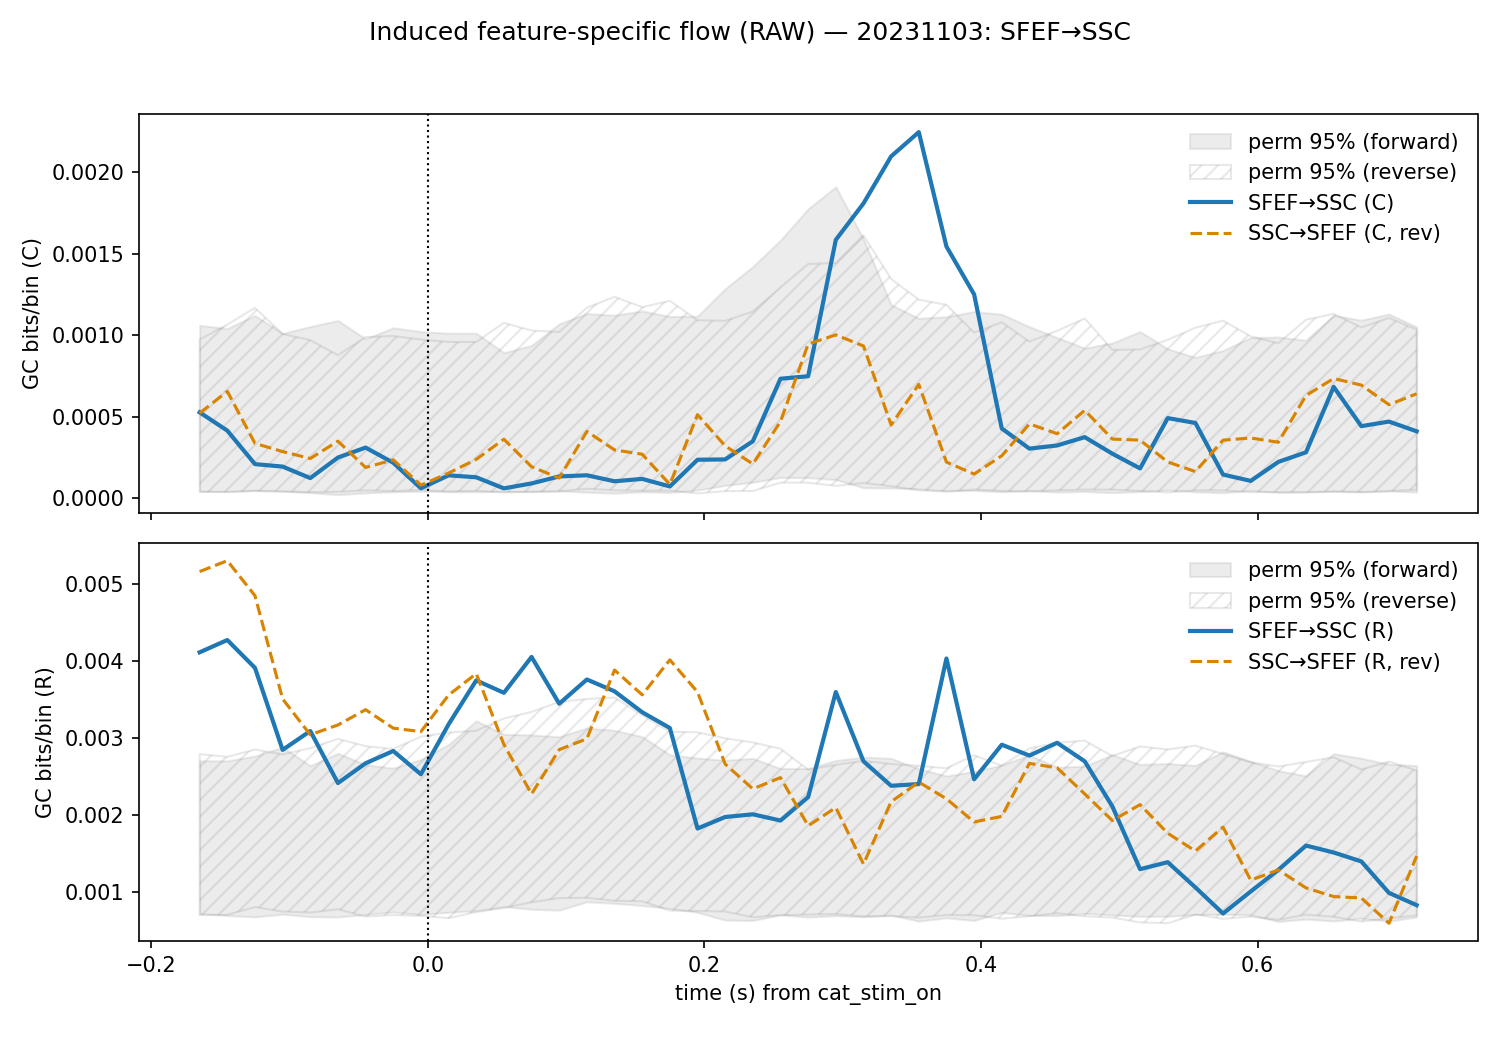 Induced feature-specific flow (RAW) — 20231103: SFEF→SSC
GC bits/bin (C)
0.0020
0.0015
0.0010
0.0005
0.0000
perm 95% (forward)
perm 95% (reverse)
SFEF→SSC (C)
SSC→SFEF (C, rev)
GC bits/bin (R)
0.005
0.004
0.003
0.002
0.001
perm 95% (forward)
perm 95% (reverse)
SFEF→SSC (R)
SSC→SFEF (R, rev)
−0.2 0.0 0.2 0.4 0.6
time (s) from cat_stim_on